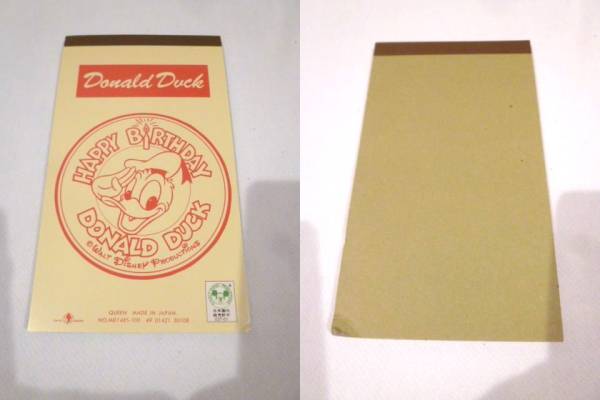 Donald Duck
HAPPY BIRTHDAY
DONALD DUCK
©WALT DISNEY PRODUCTIONS
QUEEN MADE IN JAPAN